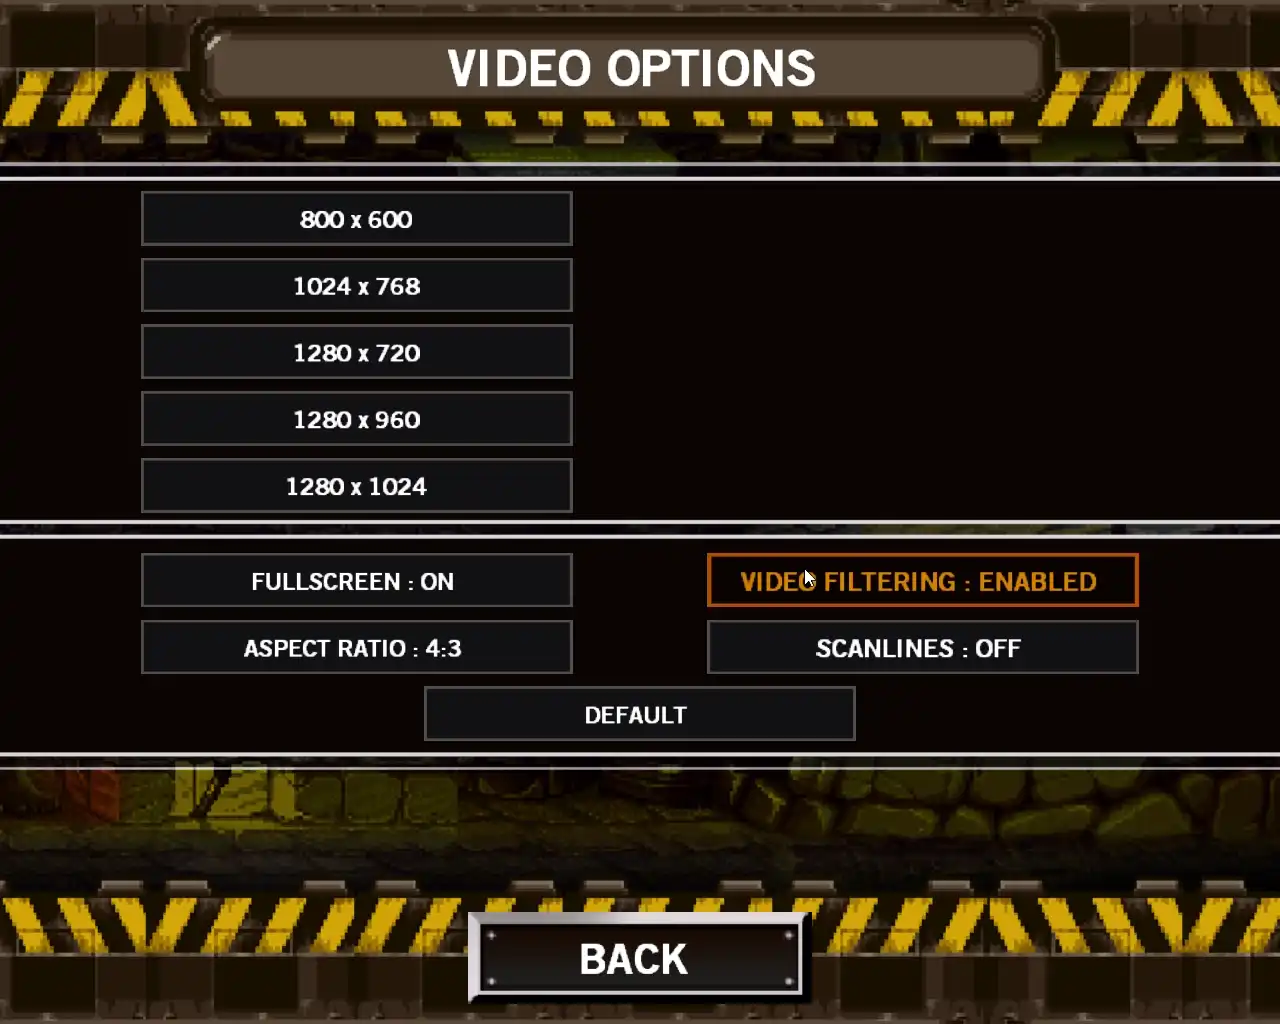 VIDEO OPTIONS
800 x 600
1024 x 768
1280 x 720
1280 x 960
1280 x 1024
FULLSCREEN : ON
VIDEO FILTERING : ENABLED
ASPECT RATIO : 4:3
SCANLINES : OFF
DEFAULT
BACK